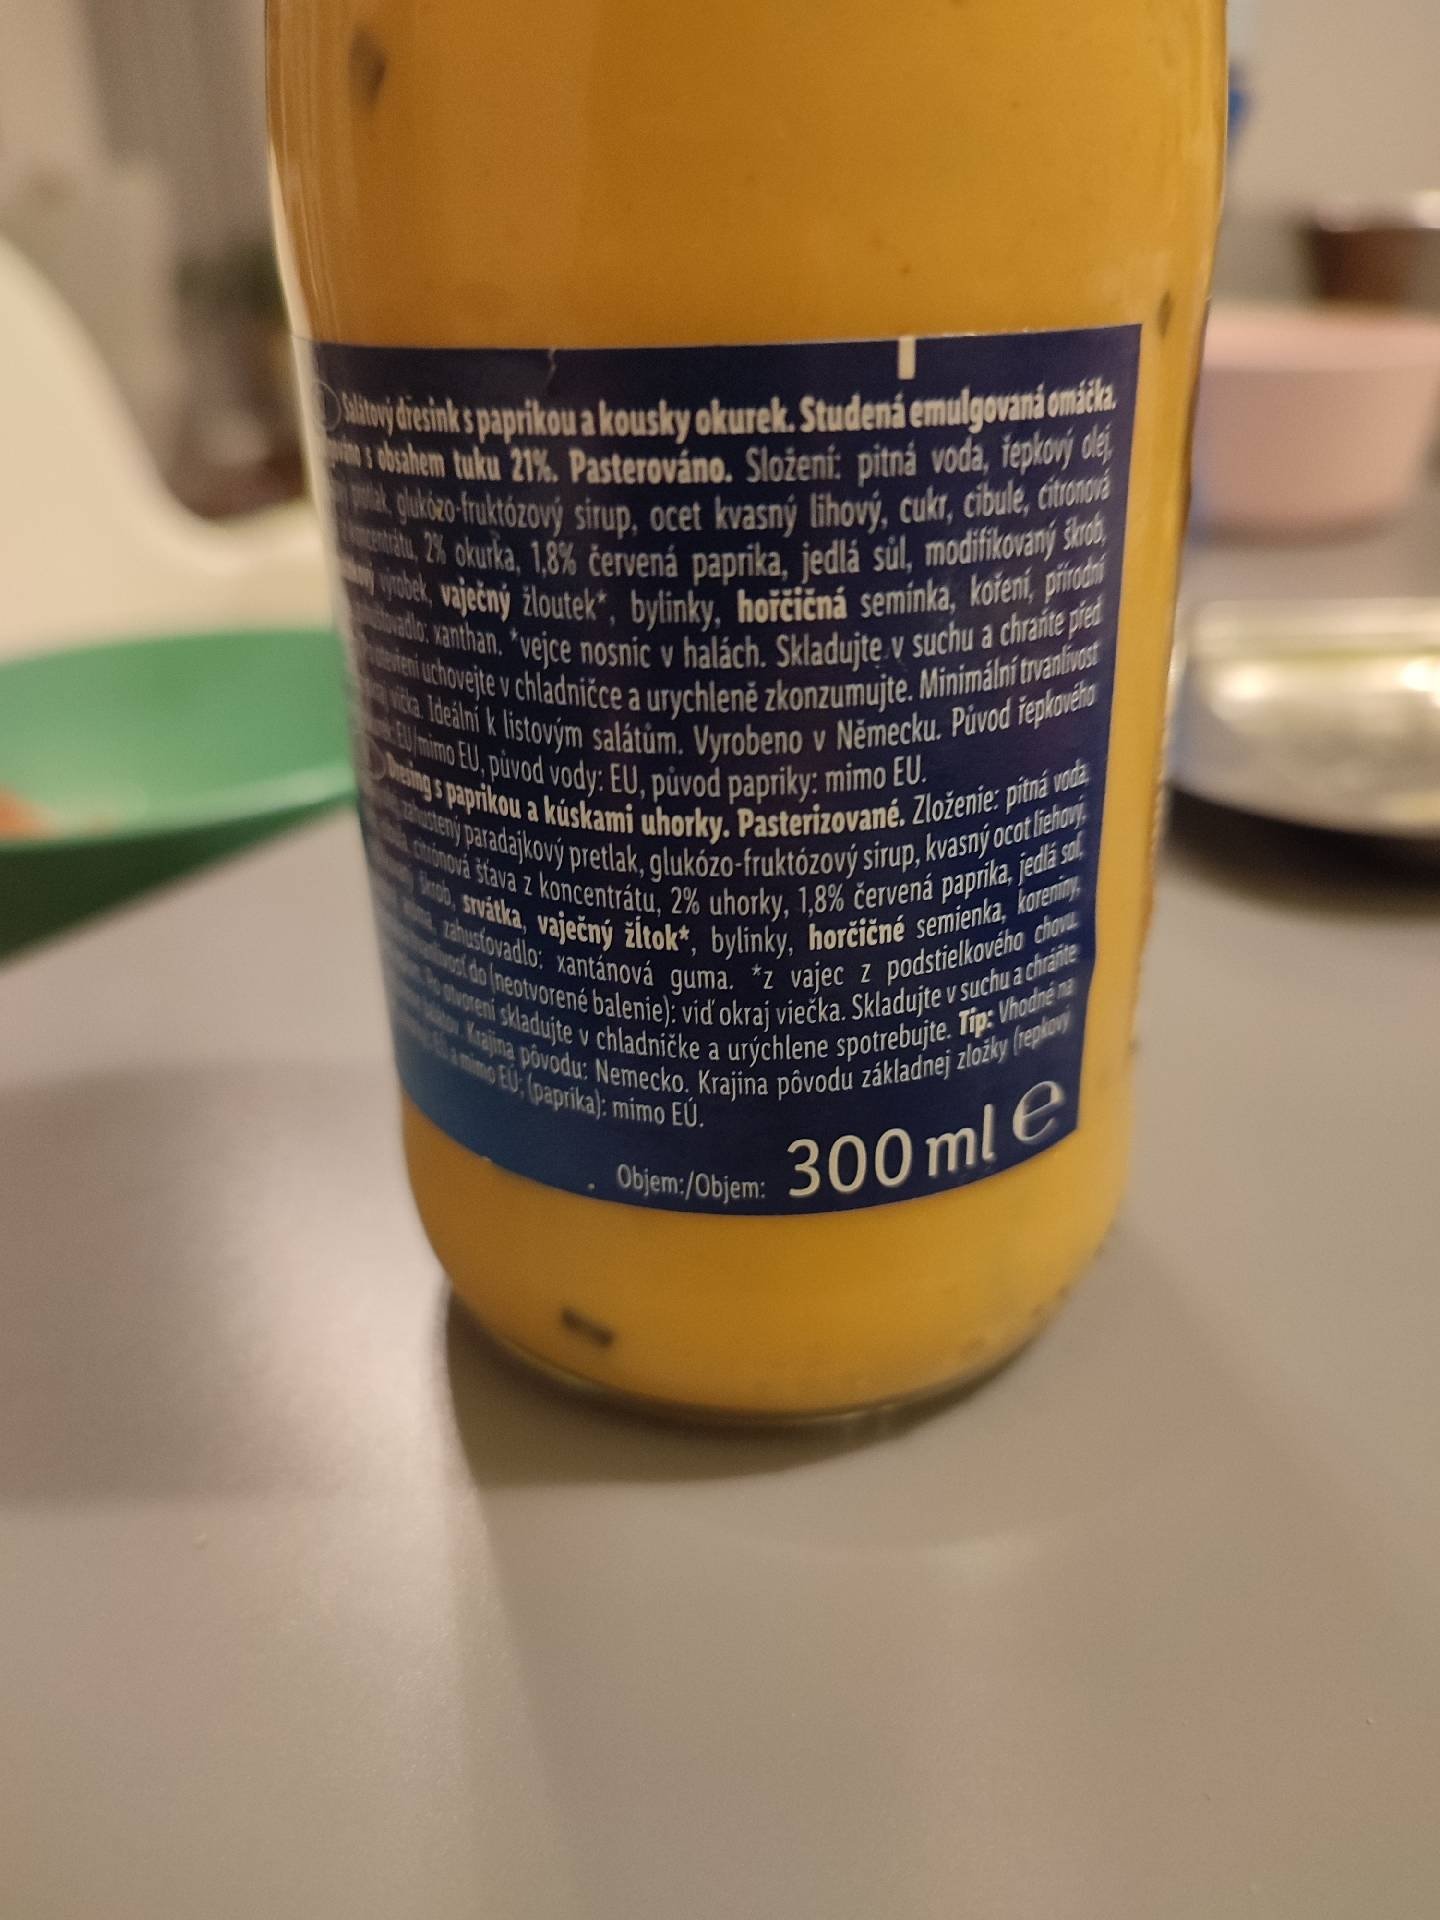 Salátový dresink s paprikou a kousky okurek. Studená emulgovaná omáčka.
s obsahem tuku 21%. Pasterováno. Složení: pitná voda, řepkový olej,
glukózo-fruktózový sirup, ocet kvasný lihový, cukr, cibule, citronová
2% okurka, 1,8% červená paprika, jedlá sůl, modifikovaný škrob,
výrobek, vaječný žloutek*, bylinky, hořčičná semínka, koření, přírodní
xanthan. *vejce nosnic v halách. Skladujte v suchu a chraňte před
uchovejte v chladničce a urychleně zkonzumujte. Minimální trvanlivost
víčka. Ideální k listovým salátům. Vyrobeno v Německu. Původ řepkového
EU/mimo EU, původ vody: EU, původ papriky: mimo EU.
Dresing s paprikou a kúskami uhorky. Pasterizované. Zloženie: pitná voda,
zahustený paradajkový pretlak, glukózo-fruktózový sirup, kvasný ocot liehový,
citrónová šťava z koncentrátu, 2% uhorky, 1,8% červená paprika, jedlá soľ,
škrob, srvátka, vaječný žĺtok*, bylinky, horčičné semienka, koreniny,
zahusťovadlo: xantánová guma. *z vajec z podstielkového chovu.
do (neotvorené balenie): viď okraj viečka. Skladujte v suchu a chráňte
Po otvorení skladujte v chladničke a urýchlene spotrebujte. Tip: Vhodné na
Krajina pôvodu: Nemecko. Krajina pôvodu základnej zložky (repkový
a mimo EÚ; (paprika): mimo EÚ.
Objem:/Objem: 300 ml e